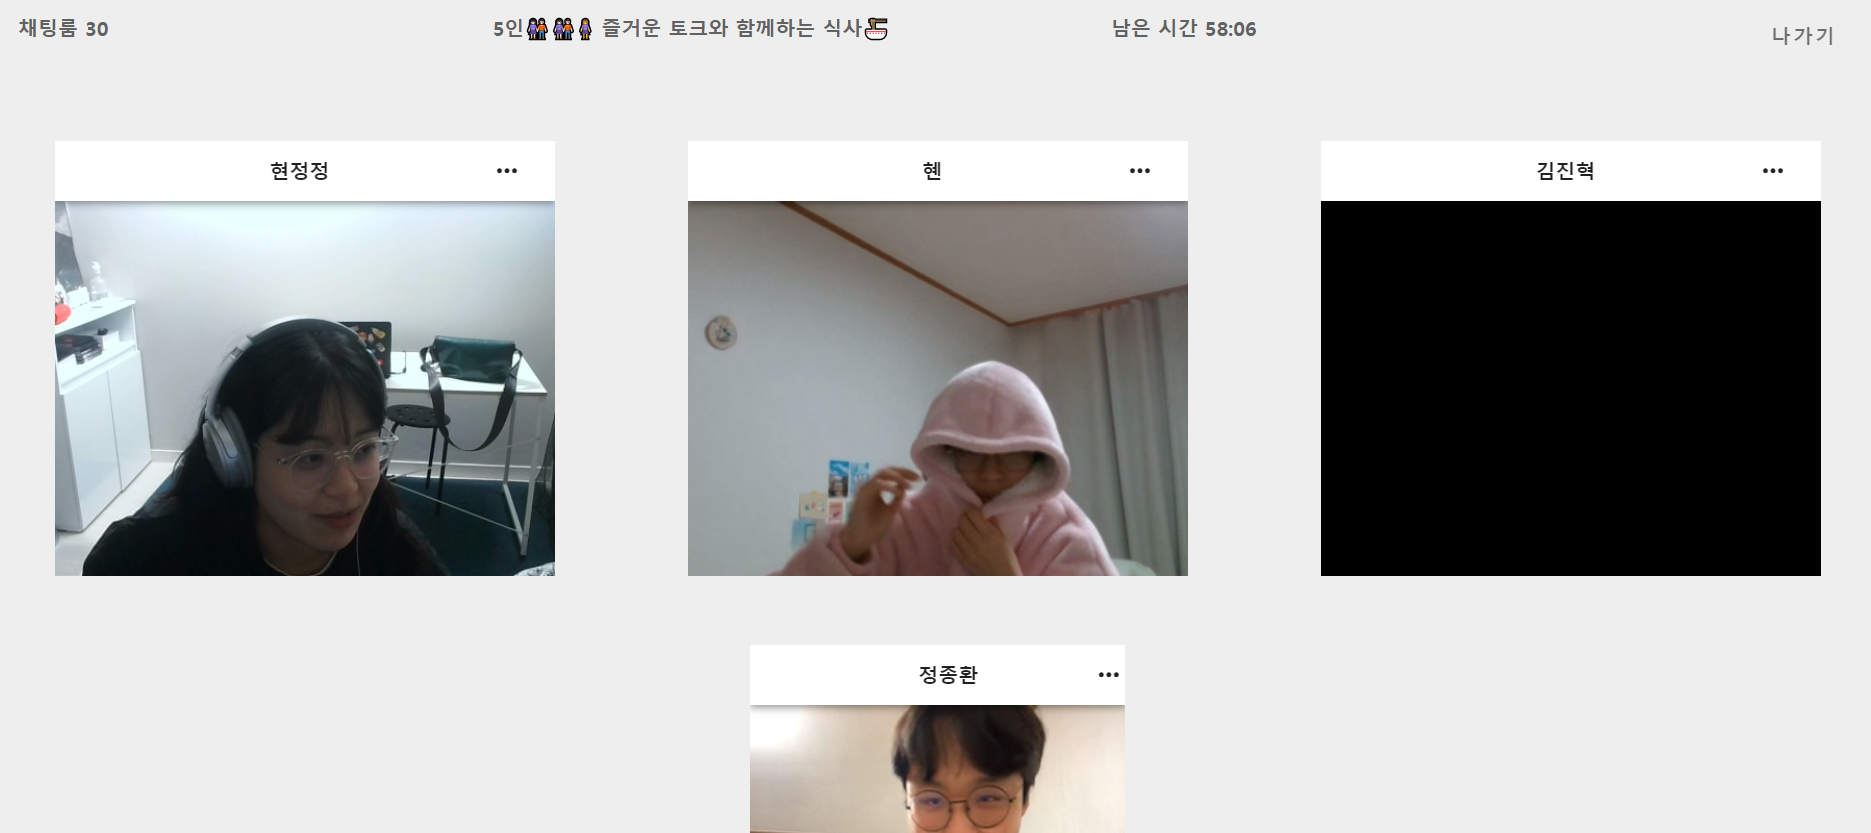 채팅룸 30
5인👭👭🧍‍♀️ 즐거운 토크와 함께하는 식사🍜
남은 시간 58:06
나가기
현정정
헨
김진혁
정종환